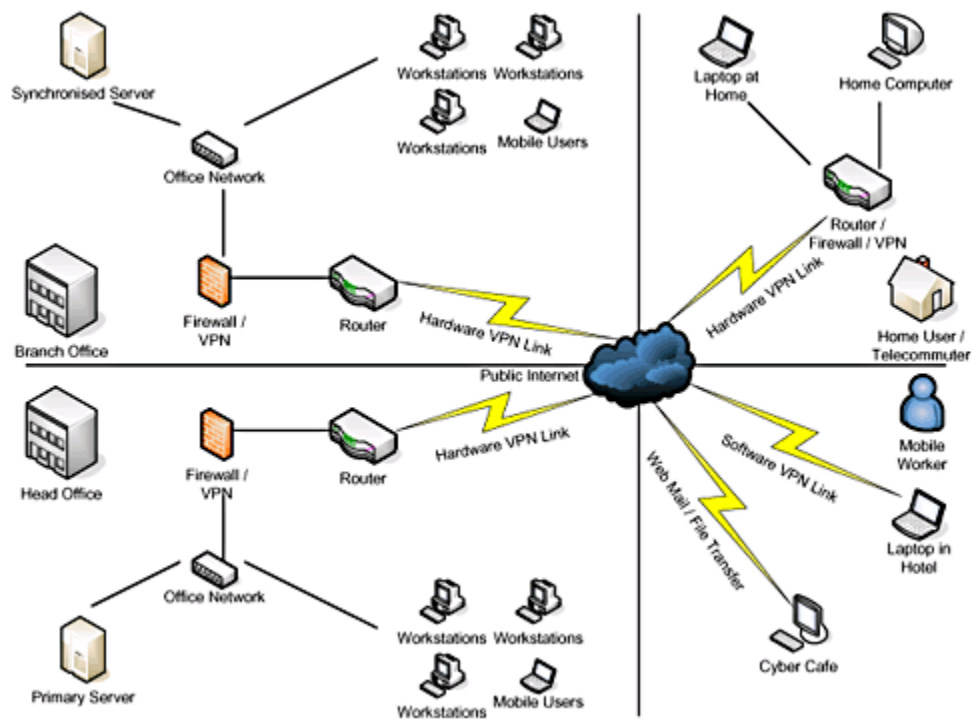 Synchronised Server
Workstations
Workstations
Workstations
Mobile Users
Office Network
Branch Office
Firewall /
VPN
Router
Hardware VPN Link
Laptop at
Home
Home Computer
Router /
Firewall / VPN
Hardware VPN Link
Home User /
Telecommuter
Public Internet
Head Office
Firewall /
VPN
Router
Hardware VPN Link
Office Network
Primary Server
Workstations
Workstations
Workstations
Mobile Users
Mobile
Worker
Software VPN Link
Laptop in
Hotel
Web Mail / File Transfer
Cyber Cafe